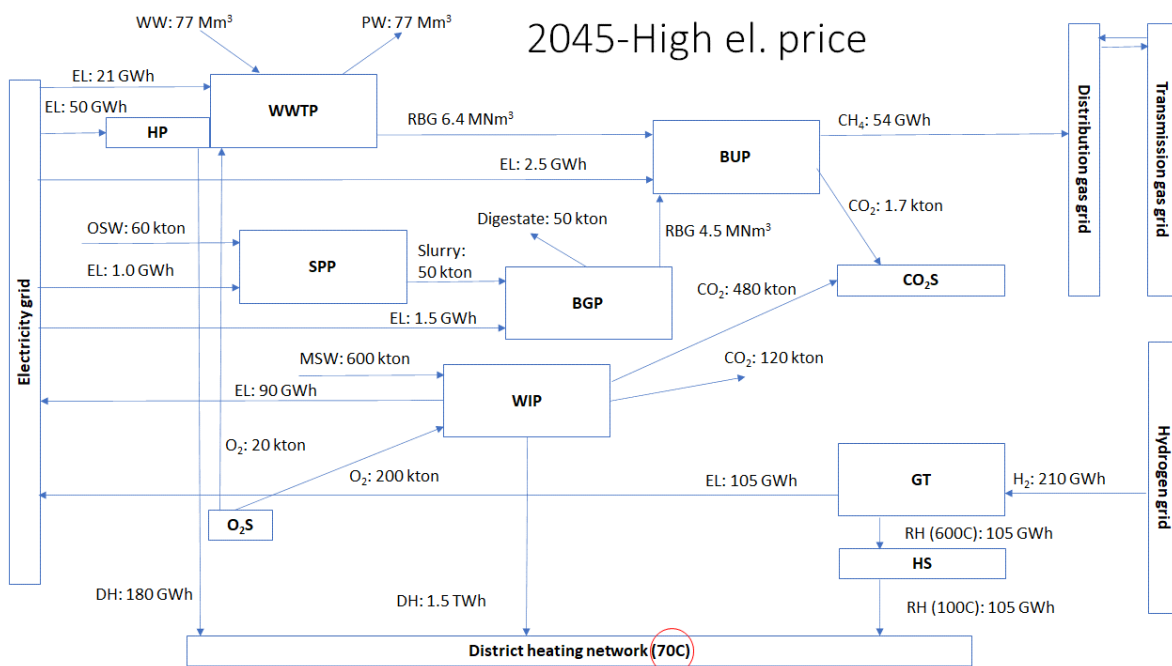 2045-High el. price
WW: 77 Mm³
PW: 77 Mm³
EL: 21 GWh
EL: 50 GWh
WWTP
HP
RBG 6.4 MNm³
CH₄: 54 GWh
BUP
EL: 2.5 GWh
Distribution gas grid
Transmission gas grid
OSW: 60 kton
Digestate: 50 kton
RBG 4.5 MNm³
CO₂: 1.7 kton
SPP
Slurry:
50 kton
EL: 1.0 GWh
BGP
CO₂S
CO₂: 480 kton
EL: 1.5 GWh
Electricity grid
MSW: 600 kton
CO₂: 120 kton
EL: 90 GWh
WIP
O₂: 20 kton
O₂: 200 kton
EL: 105 GWh
GT
H₂: 210 GWh
Hydrogen grid
O₂S
RH (600C): 105 GWh
HS
DH: 180 GWh
DH: 1.5 TWh
RH (100C): 105 GWh
District heating network (70C)